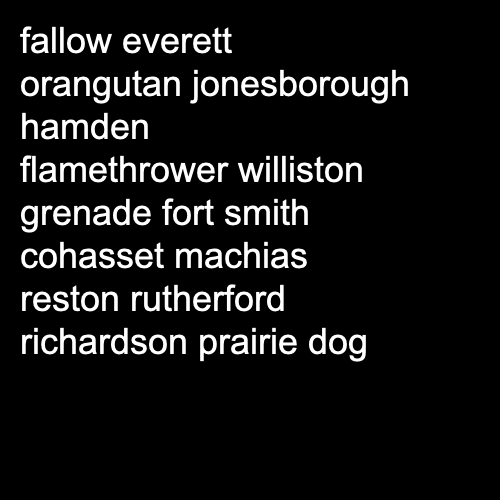 fallow everett
orangutan jonesborough
hamden
flamethrower williston
grenade fort smith
cohasset machias
reston rutherford
richardson prairie dog